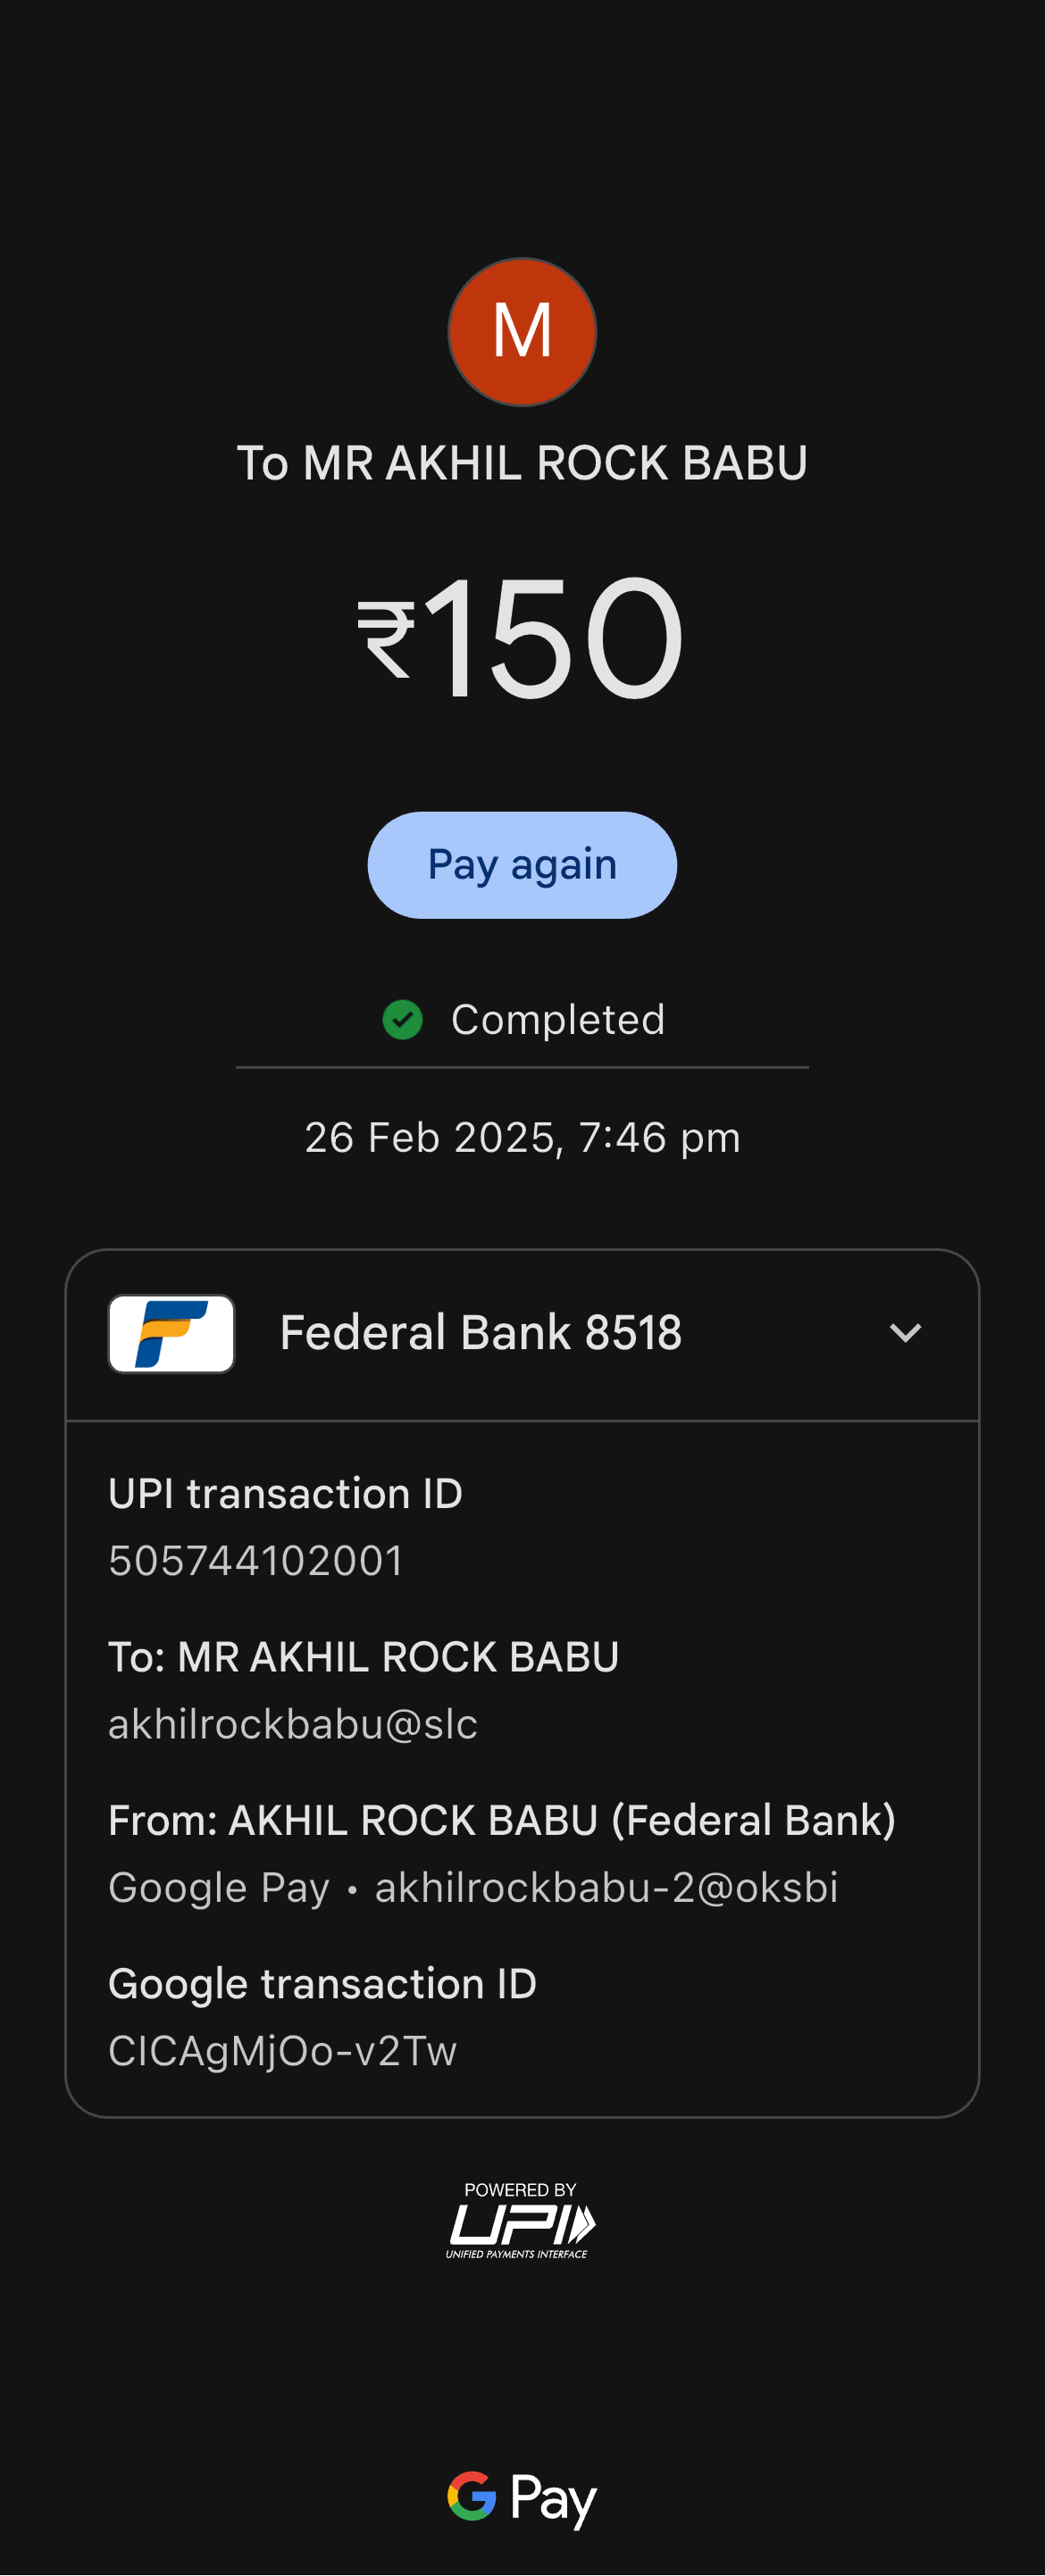 M
To MR AKHIL ROCK BABU
₹150
Pay again
Completed
26 Feb 2025, 7:46 pm
Federal Bank 8518
UPI transaction ID
505744102001
To: MR AKHIL ROCK BABU
akhilrockbabu@slc
From: AKHIL ROCK BABU (Federal Bank)
Google Pay • akhilrockbabu-2@oksbi
Google transaction ID
CICAgMjOo-v2Tw
POWERED BY
UPI
UNIFIED PAYMENTS INTERFACE
G Pay